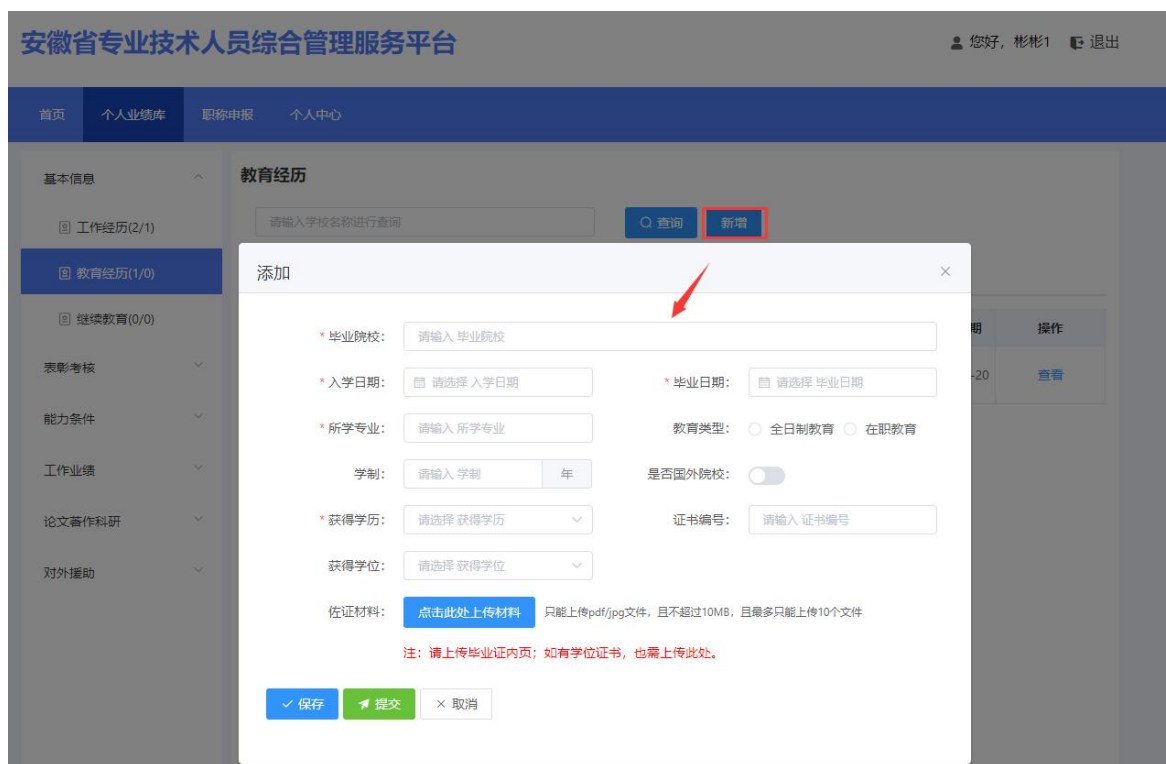 安徽省专业技术人员综合管理服务平台
您好，彬彬1 退出
首页 个人业绩库 职称申报 个人中心
基本信息
工作经历(2/1)
教育经历(1/0)
继续教育(0/0)
表彰考核
能力条件
工作业绩
论文著作科研
对外援助
教育经历
请输入学校名称进行查询 查询 新增
期 操作
-20 查看
添加
* 毕业院校： 请输入 毕业院校
* 入学日期： 请选择 入学日期 * 毕业日期： 请选择 毕业日期
* 所学专业： 请输入 所学专业 教育类型： 全日制教育 在职教育
学制： 请输入 学制 年 是否国外院校：
* 获得学历： 请选择 获得学历 证书编号： 请输入 证书编号
获得学位： 请选择 获得学位
佐证材料： 点击此处上传材料 只能上传pdf/jpg文件，且不超过10MB，且最多只能上传10个文件
注：请上传毕业证内页；如有学位证书，也需上传此处。
保存 提交 取消